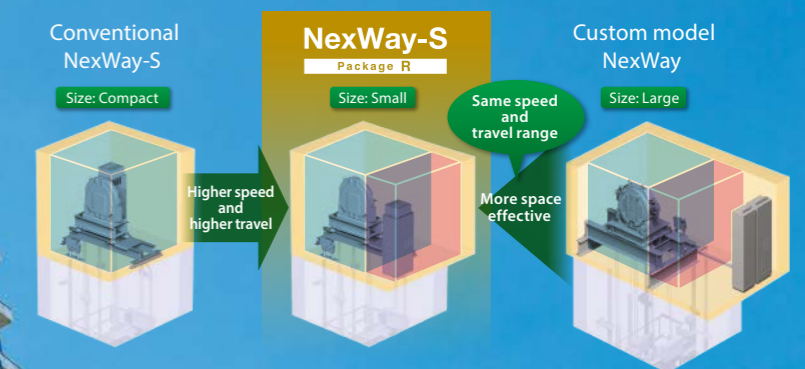 Conventional
NexWay-S
Size: Compact
Higher speed
and
higher travel
NexWay-S
Package R
Size: Small
Same speed
and
travel range
More space
effective
Custom model
NexWay
Size: Large